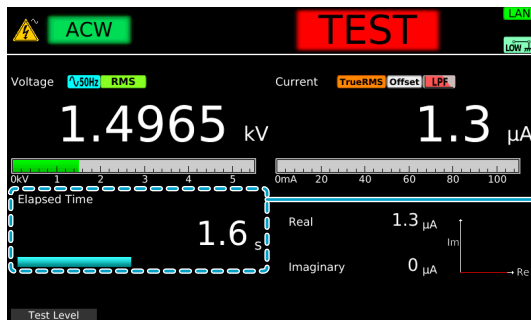 ACW TEST LAN
LOW
Voltage 50Hz RMS Current TrueRMS Offset LPF
1.4965 kV 1.3 µA
0kV 1 2 3 4 5 0mA 20 40 60 80 100
Elapsed Time
1.6 s
Real 1.3 µA
Im
Imaginary 0 µA Re
Test Level